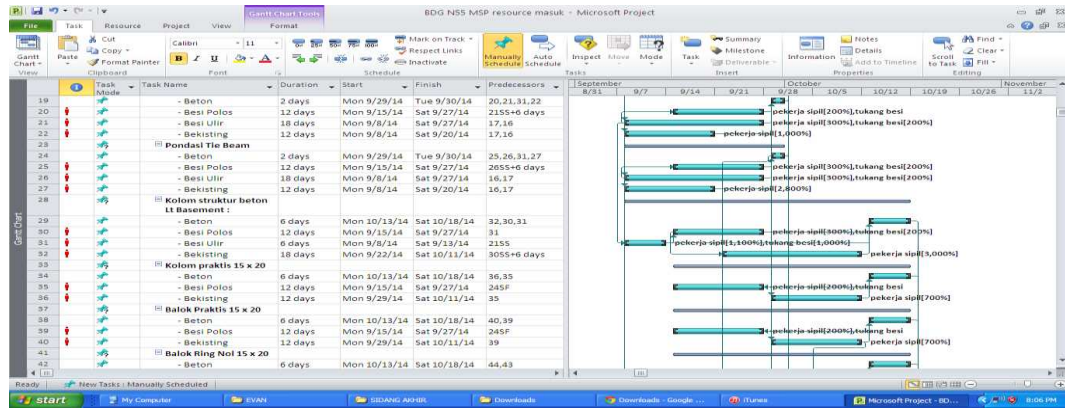 BDG N55 MSP resource masuk - Microsoft Project
Gantt Chart Tools
File Task Resource Project View Format
Gantt Chart
View
Paste
Cut
Copy
Format Painter
Clipboard
Calibri 11
B I U
Font
Mark on Track
Respect Links
Inactivate
Schedule
Manually Schedule
Auto Schedule
Inspect
Move
Mode
Tasks
Task
Summary
Milestone
Deliverable
Insert
Information
Notes
Details
Add to Timeline
Properties
Scroll to Task
Find
Clear
Fill
Editing
Task Mode Task Name Duration Start Finish Predecessors
September October November
8/31 9/7 9/14 9/21 9/28 10/5 10/12 10/19 10/26 11/2
19 - Beton 2 days Mon 9/29/14 Tue 9/30/14 20,21,31,22
20 - Besi Polos 12 days Mon 9/15/14 Sat 9/27/14 21SS+6 days pekerja sipil[200%],tukang besi
21 - Besi Ulir 18 days Mon 9/8/14 Sat 9/27/14 17,16 pekerja sipil[300%],tukang besi[200%]
22 - Bekisting 12 days Mon 9/8/14 Sat 9/20/14 17,16 pekerja sipil[1,000%]
23 Pondasi Tie Beam
24 - Beton 2 days Mon 9/29/14 Tue 9/30/14 25,26,31,27
25 - Besi Polos 12 days Mon 9/15/14 Sat 9/27/14 26SS+6 days pekerja sipil[300%],tukang besi[200%]
26 - Besi Ulir 18 days Mon 9/8/14 Sat 9/27/14 16,17 pekerja sipil[300%],tukang besi[200%]
27 - Bekisting 12 days Mon 9/8/14 Sat 9/20/14 16,17 pekerja sipil[2,800%]
28 Kolom struktur beton Lt Basement :
29 - Beton 6 days Mon 10/13/14 Sat 10/18/14 32,30,31
30 - Besi Polos 12 days Mon 9/15/14 Sat 9/27/14 31 pekerja sipil[300%],tukang besi[200%]
31 - Besi Ulir 6 days Mon 9/8/14 Sat 9/13/14 21SS pekerja sipil[1,100%],tukang besi[1,000%]
32 - Bekisting 18 days Mon 9/22/14 Sat 10/11/14 30SS+6 days pekerja sipil[3,000%]
33 Kolom praktis 15 x 20
34 - Beton 6 days Mon 10/13/14 Sat 10/18/14 36,35
35 - Besi Polos 12 days Mon 9/15/14 Sat 9/27/14 24SF pekerja sipil[200%],tukang besi
36 - Bekisting 12 days Mon 9/29/14 Sat 10/11/14 35 pekerja sipil[700%]
37 Balok Praktis 15 x 20
38 - Beton 6 days Mon 10/13/14 Sat 10/18/14 40,39
39 - Besi Polos 12 days Mon 9/15/14 Sat 9/27/14 24SF pekerja sipil[200%],tukang besi
40 - Bekisting 12 days Mon 9/29/14 Sat 10/11/14 39 pekerja sipil[700%]
41 Balok Ring Nol 15 x 20
42 - Beton 6 days Mon 10/13/14 Sat 10/18/14 44,43
Gantt Chart
Ready New Tasks : Manually Scheduled
start My Computer EVAN SIDANG AKHIR Downloads Downloads - Google ... iTunes Microsoft Project - BD... 8:06 PM